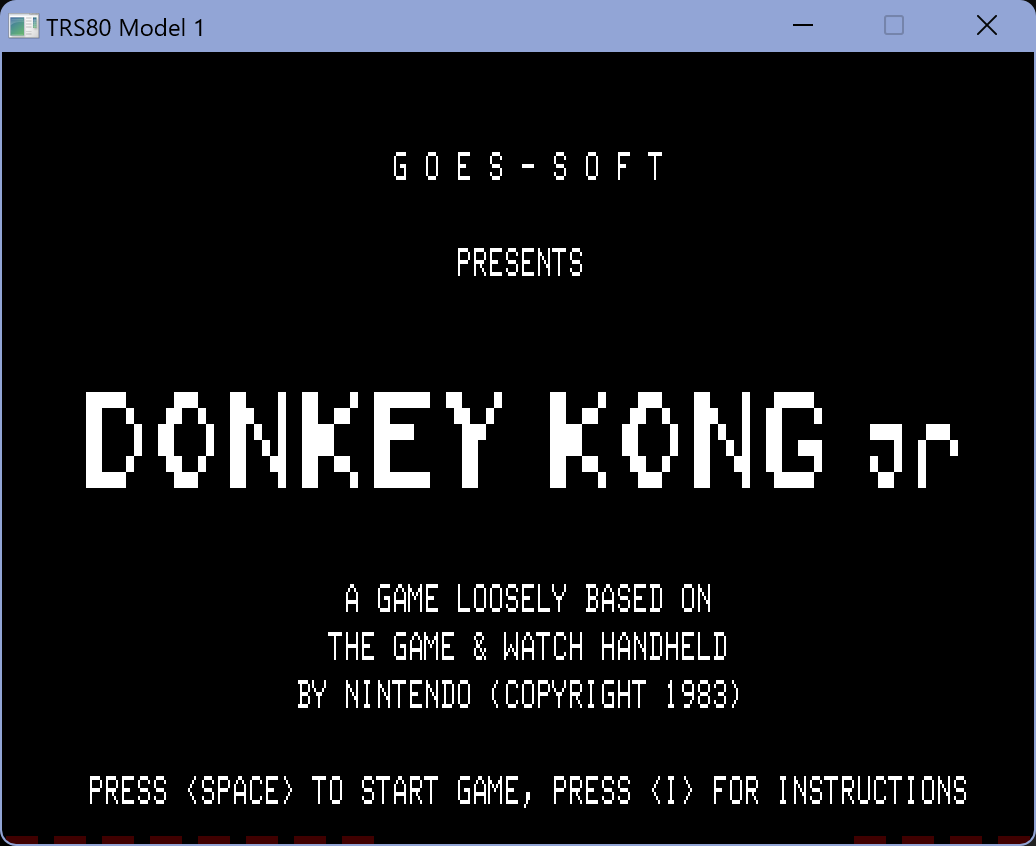 TRS80 Model 1
G O E S - S O F T
PRESENTS
DONKEY KONG Jr
A GAME LOOSELY BASED ON
THE GAME & WATCH HANDHELD
BY NINTENDO (COPYRIGHT 1983)
PRESS <SPACE> TO START GAME, PRESS <I> FOR INSTRUCTIONS